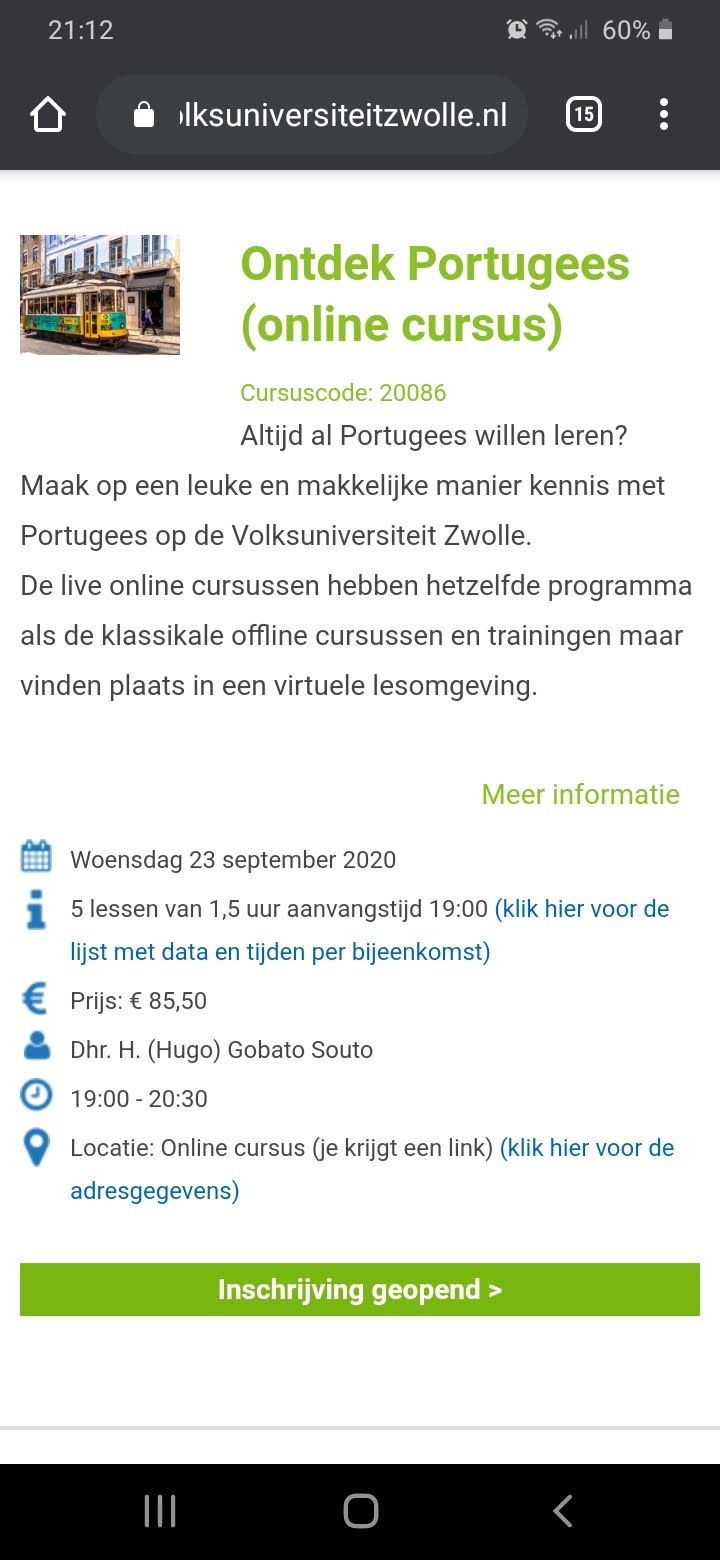 21:12
60%
olksuniversiteitzwolle.nl
15
Ontdek Portugees
(online cursus)
Cursuscode: 20086
Altijd al Portugees willen leren?
Maak op een leuke en makkelijke manier kennis met
Portugees op de Volksuniversiteit Zwolle.
De live online cursussen hebben hetzelfde programma
als de klassikale offline cursussen en trainingen maar
vinden plaats in een virtuele lesomgeving.
Meer informatie
Woensdag 23 september 2020
5 lessen van 1,5 uur aanvangstijd 19:00 (klik hier voor de
lijst met data en tijden per bijeenkomst)
Prijs: € 85,50
Dhr. H. (Hugo) Gobato Souto
19:00 - 20:30
Locatie: Online cursus (je krijgt een link) (klik hier voor de
adresgegevens)
Inschrijving geopend >